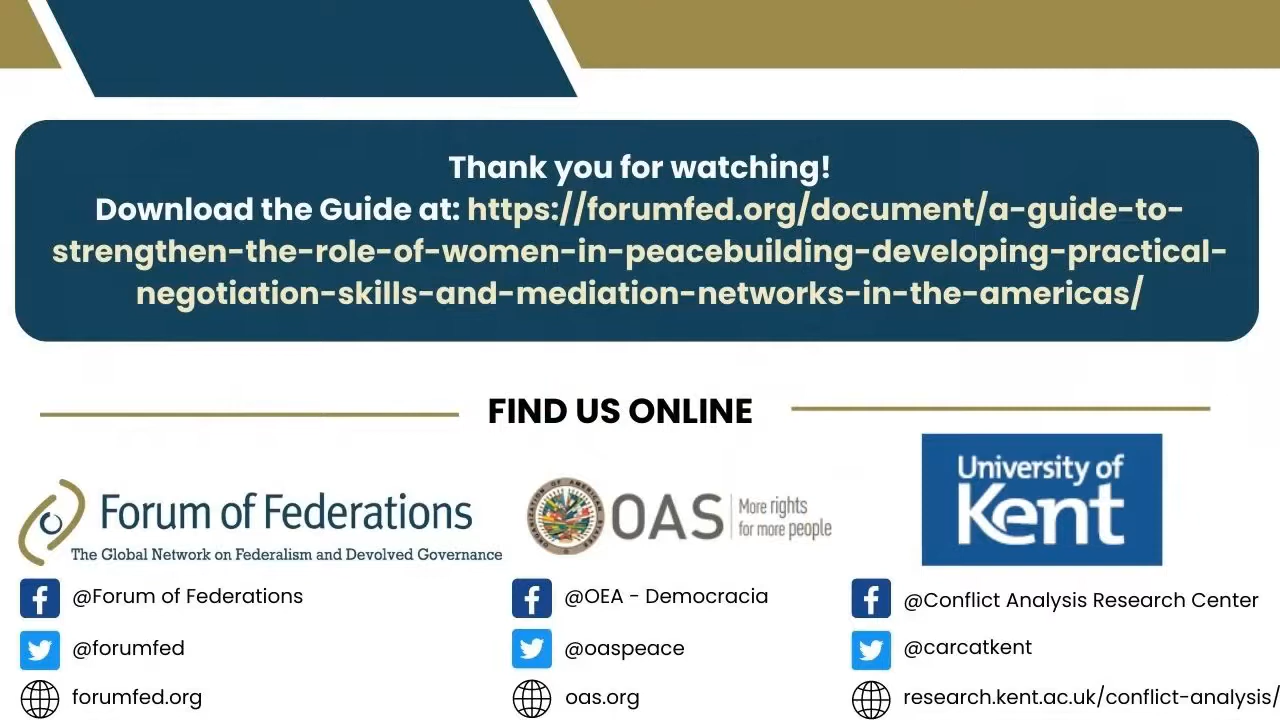 Thank you for watching!
Download the Guide at: https://forumfed.org/document/a-guide-to-
strengthen-the-role-of-women-in-peacebuilding-developing-practical-
negotiation-skills-and-mediation-networks-in-the-americas/
FIND US ONLINE
Forum of Federations
The Global Network on Federalism and Devolved Governance
@Forum of Federations
@forumfed
forumfed.org
OAS
More rights
for more people
@OEA - Democracia
@oaspeace
oas.org
University of
Kent
@Conflict Analysis Research Center
@carcatkent
research.kent.ac.uk/conflict-analysis/